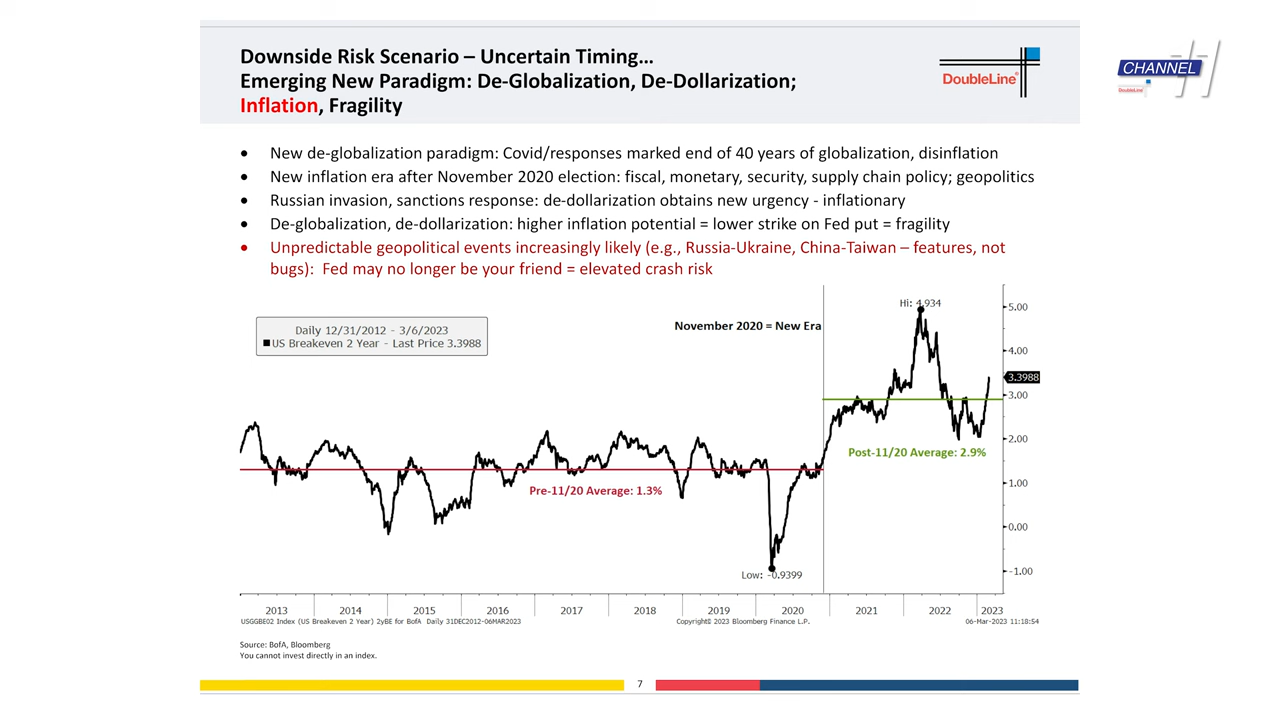 Downside Risk Scenario – Uncertain Timing…
Emerging New Paradigm: De-Globalization, De-Dollarization;
Inflation, Fragility
DoubleLine®
CHANNEL 11
DoubleLine
• New de-globalization paradigm: Covid/responses marked end of 40 years of globalization, disinflation
• New inflation era after November 2020 election: fiscal, monetary, security, supply chain policy; geopolitics
• Russian invasion, sanctions response: de-dollarization obtains new urgency - inflationary
• De-globalization, de-dollarization: higher inflation potential = lower strike on Fed put = fragility
• Unpredictable geopolitical events increasingly likely (e.g., Russia-Ukraine, China-Taiwan – features, not
bugs): Fed may no longer be your friend = elevated crash risk
Hi: 4.934
5.00
Daily 12/31/2012 - 3/6/2023
US Breakeven 2 Year - Last Price 3.3988
November 2020 = New Era
4.00
3.3988
3.00
2.00
Post-11/20 Average: 2.9%
1.00
Pre-11/20 Average: 1.3%
0.00
-1.00
Low: -0.9399
2013 2014 2015 2016 2017 2018 2019 2020 2021 2022 2023
USGGBE02 Index (US Breakeven 2 Year) 2yBE for BofA Daily 31DEC2012-06MAR2023 Copyright© 2023 Bloomberg Finance L.P. 06-Mar-2023 11:18:54
Source: BofA, Bloomberg
You cannot invest directly in an index.
7